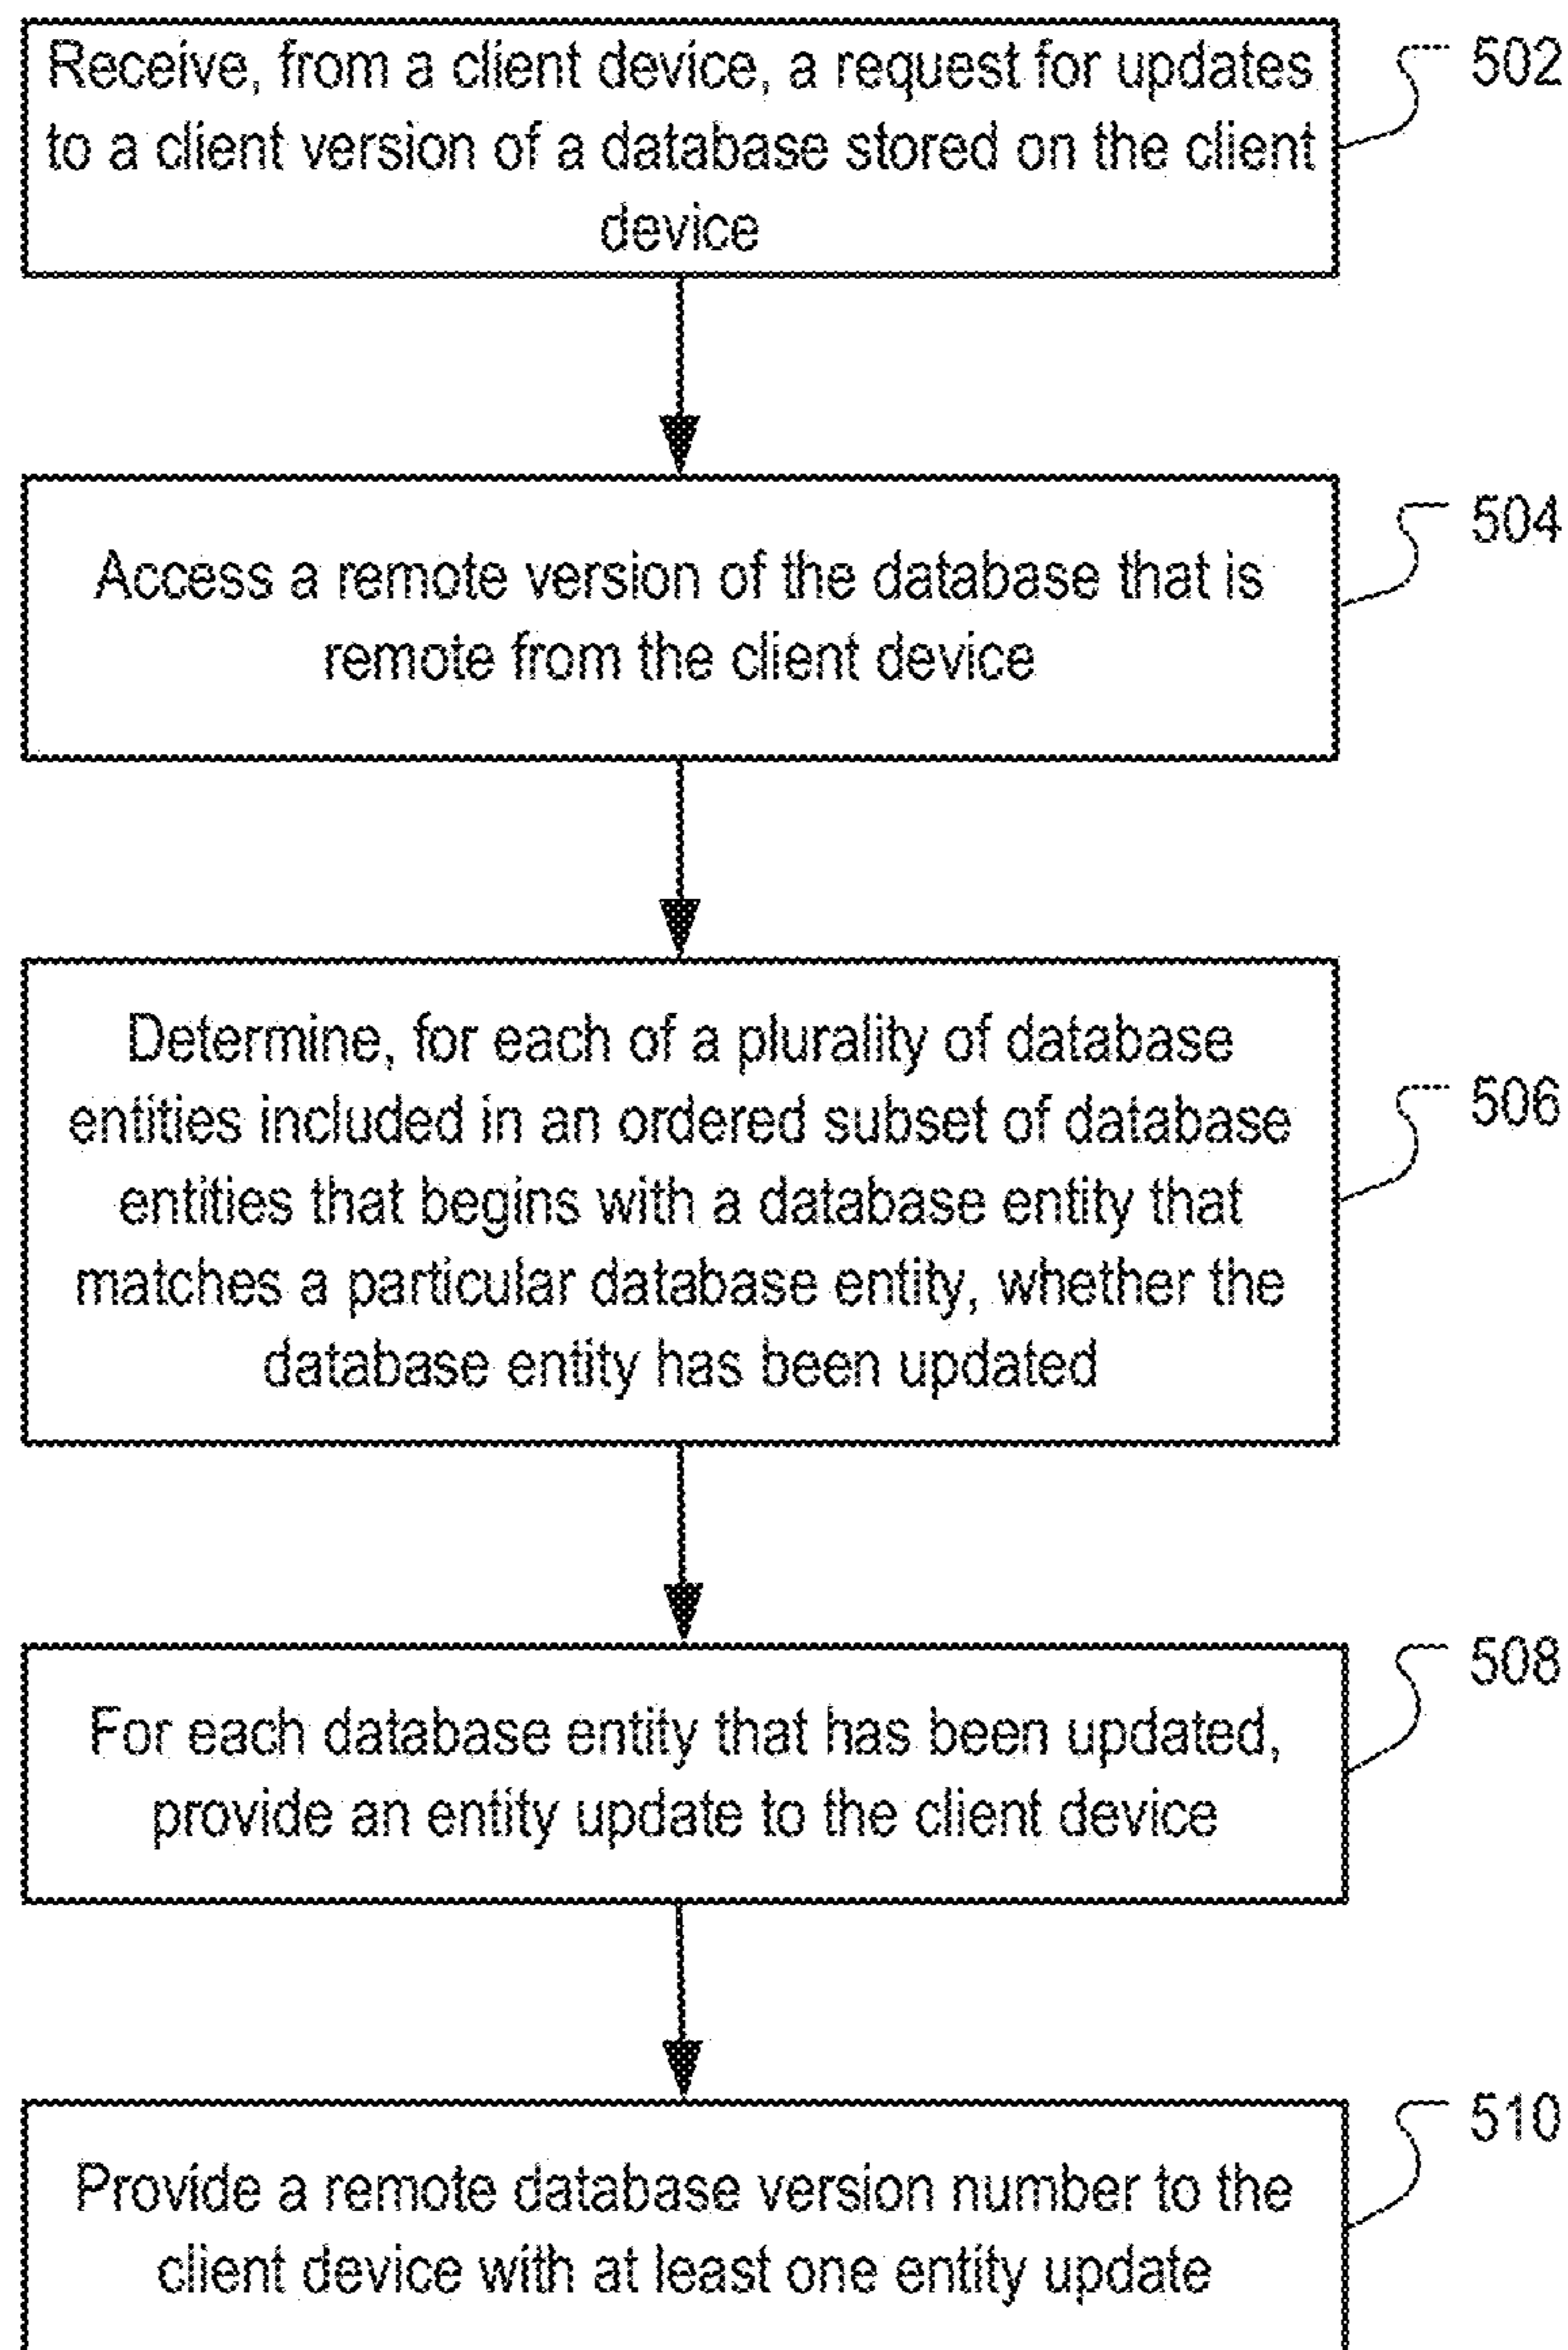 Receive, from a client device, a request for updates
to a client version of a database stored on the client
device
502
Access a remote version of the database that is
remote from the client device
504
Determine, for each of a plurality of database
entities included in an ordered subset of database
entities that begins with a database entity that
matches a particular database entity, whether the
database entity has been updated
506
For each database entity that has been updated,
provide an entity update to the client device
508
Provide a remote database version number to the
client device with at least one entity update
510